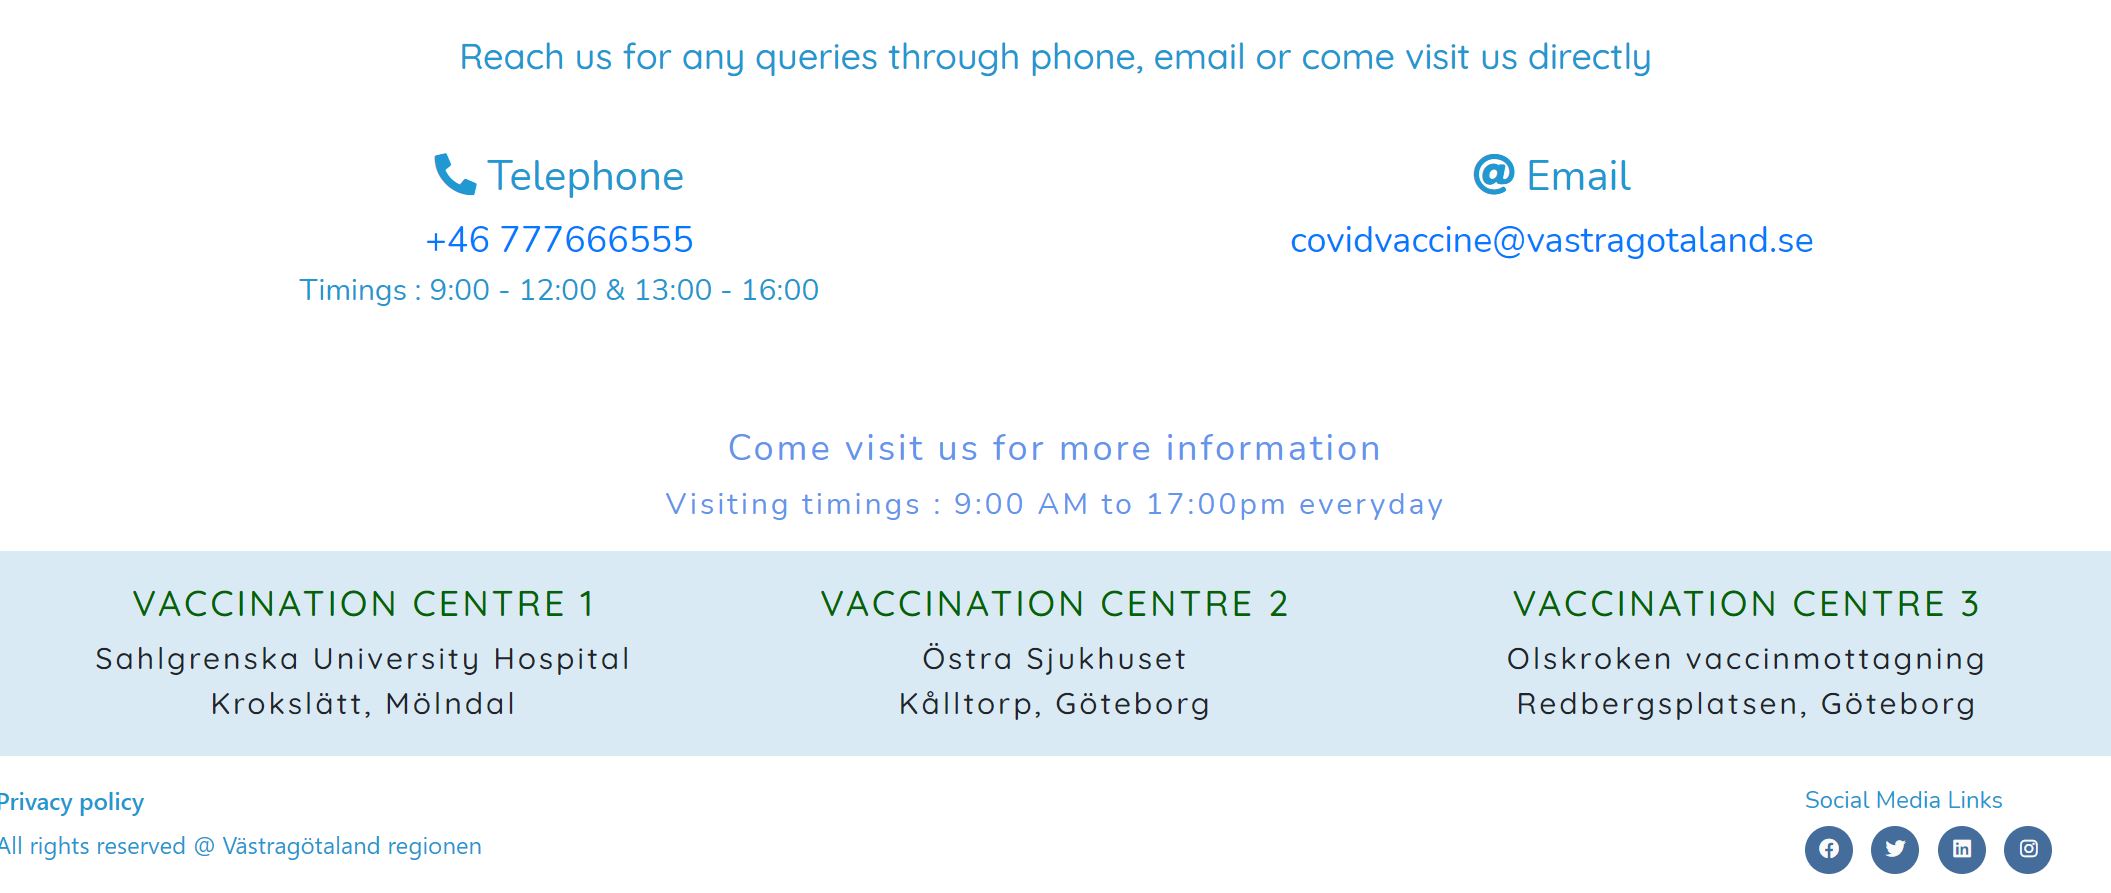 Reach us for any queries through phone, email or come visit us directly
Telephone
+46 777666555
Timings : 9:00 - 12:00 & 13:00 - 16:00
Email
covidvaccine@vastragotaland.se
Come visit us for more information
Visiting timings : 9:00 AM to 17:00pm everyday
VACCINATION CENTRE 1
Sahlgrenska University Hospital
Krokslätt, Mölndal
VACCINATION CENTRE 2
Östra Sjukhuset
Kålltorp, Göteborg
VACCINATION CENTRE 3
Olskroken vaccinmottagning
Redbergsplatsen, Göteborg
Privacy policy
All rights reserved @ Västragötaland regionen
Social Media Links